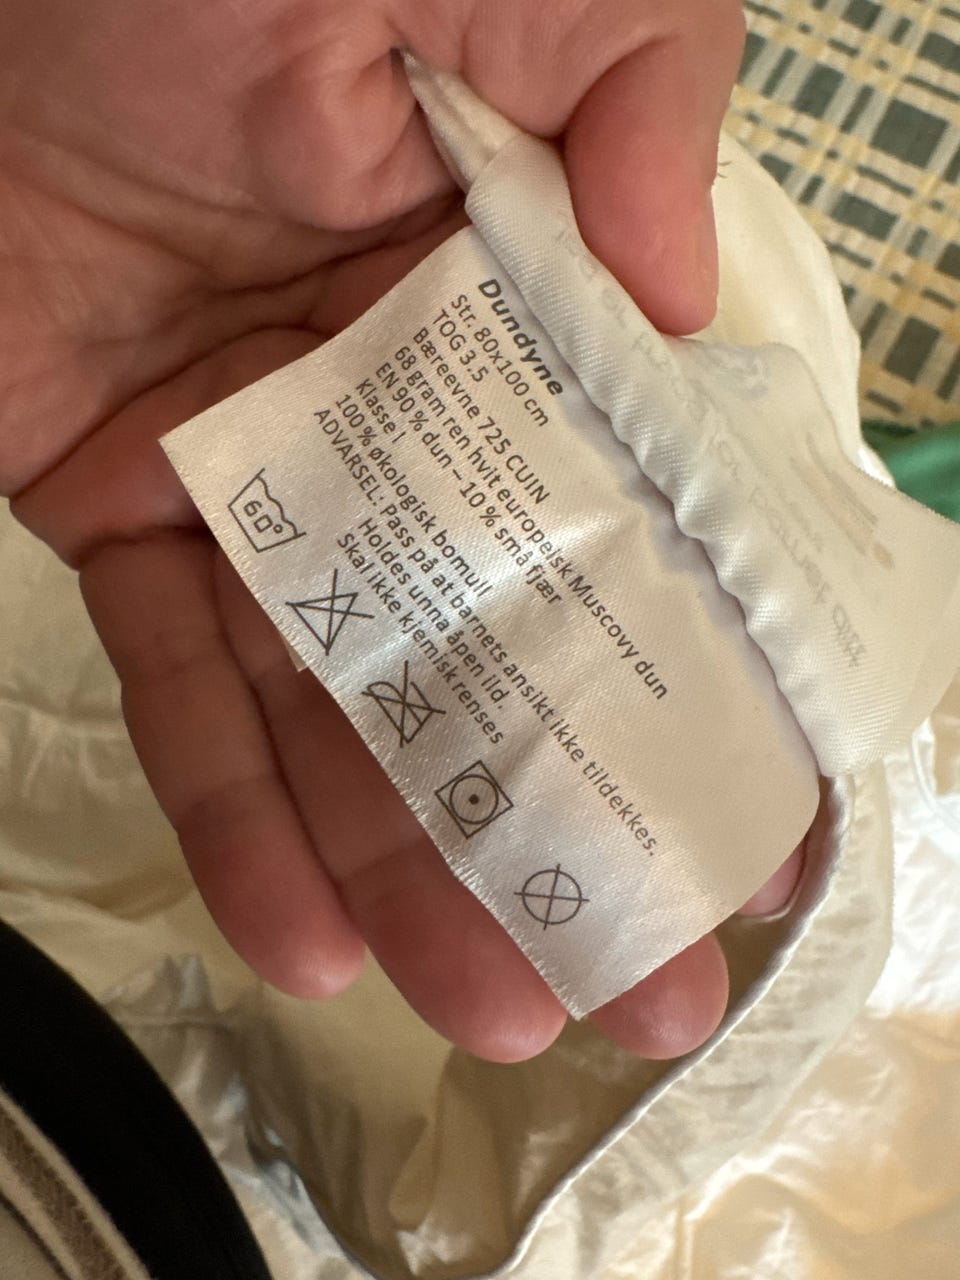 Dundyne
Str. 80x100 cm
TOG 3.5
Bæreevne 725 CUIN
68 gram ren hvit europeisk Muscovy dun
EN 90 % dun – 10 % små fjær
Klasse I
100 % økologisk bomull
ADVARSEL: Pass på at barnets ansikt ikke tildekkes.
Holdes unna åpen ild.
Skal ikke kjemisk renses
60°